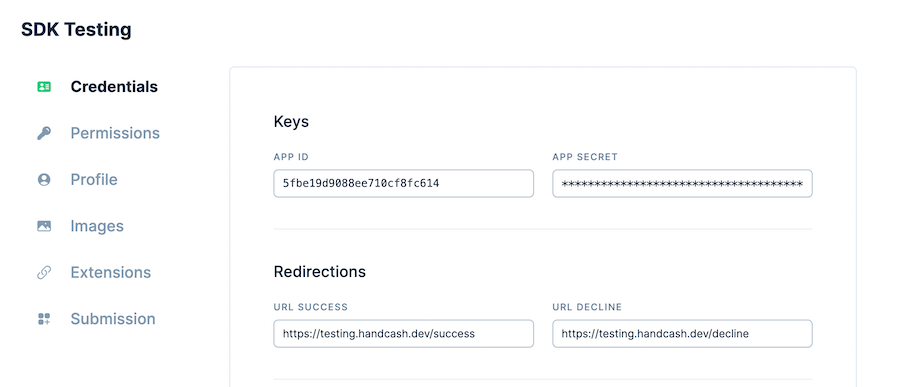 SDK Testing
Credentials
Permissions
Profile
Images
Extensions
Submission
Keys
APP ID
APP SECRET
5fbe19d9088ee710cf8fc614
*************************************
Redirections
URL SUCCESS
URL DECLINE
https://testing.handcash.dev/success
https://testing.handcash.dev/decline